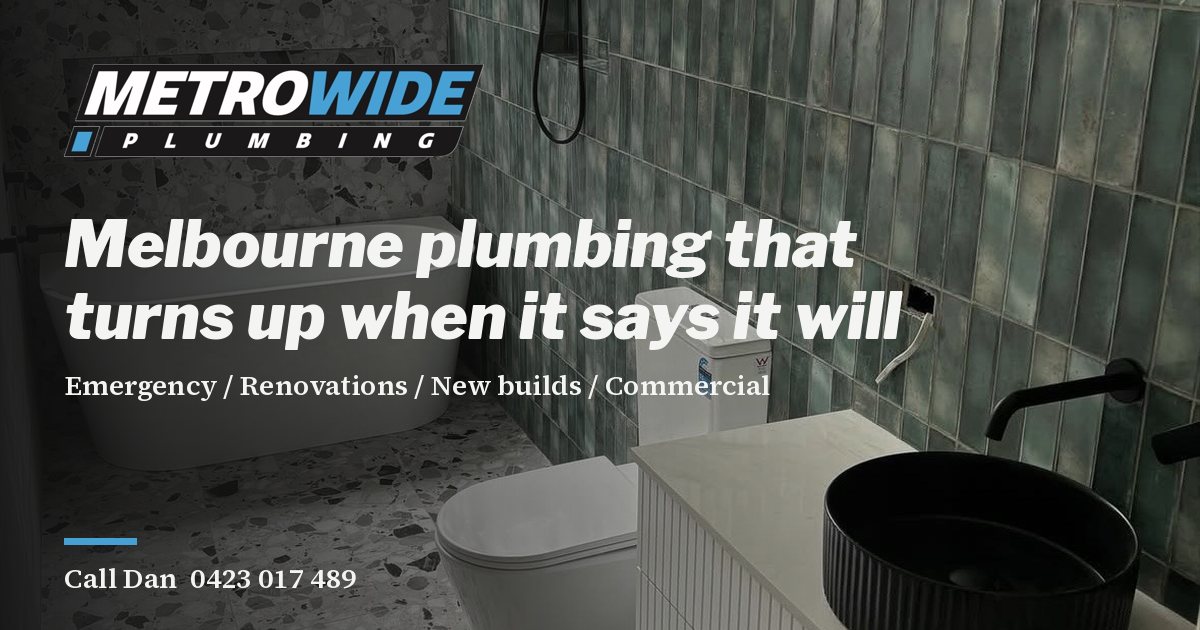 METROWIDE
PLUMBING
Melbourne plumbing that
turns up when it says it will
Emergency / Renovations / New builds / Commercial
Call Dan 0423 017 489